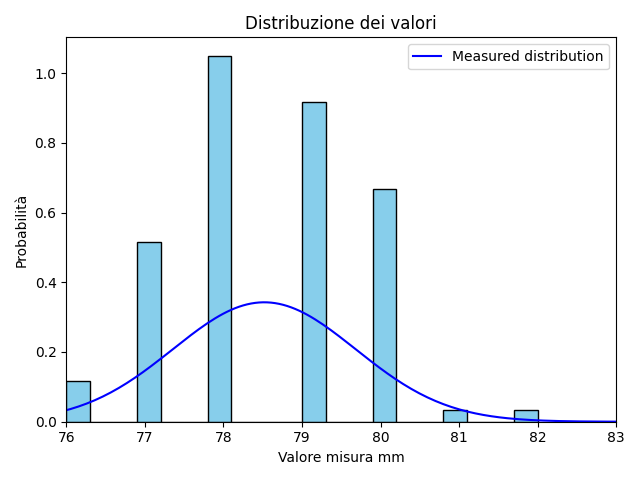 Distribuzione dei valori
Measured distribution
Probabilità
1.0
0.8
0.6
0.4
0.2
0.0
76 77 78 79 80 81 82 83
Valore misura mm